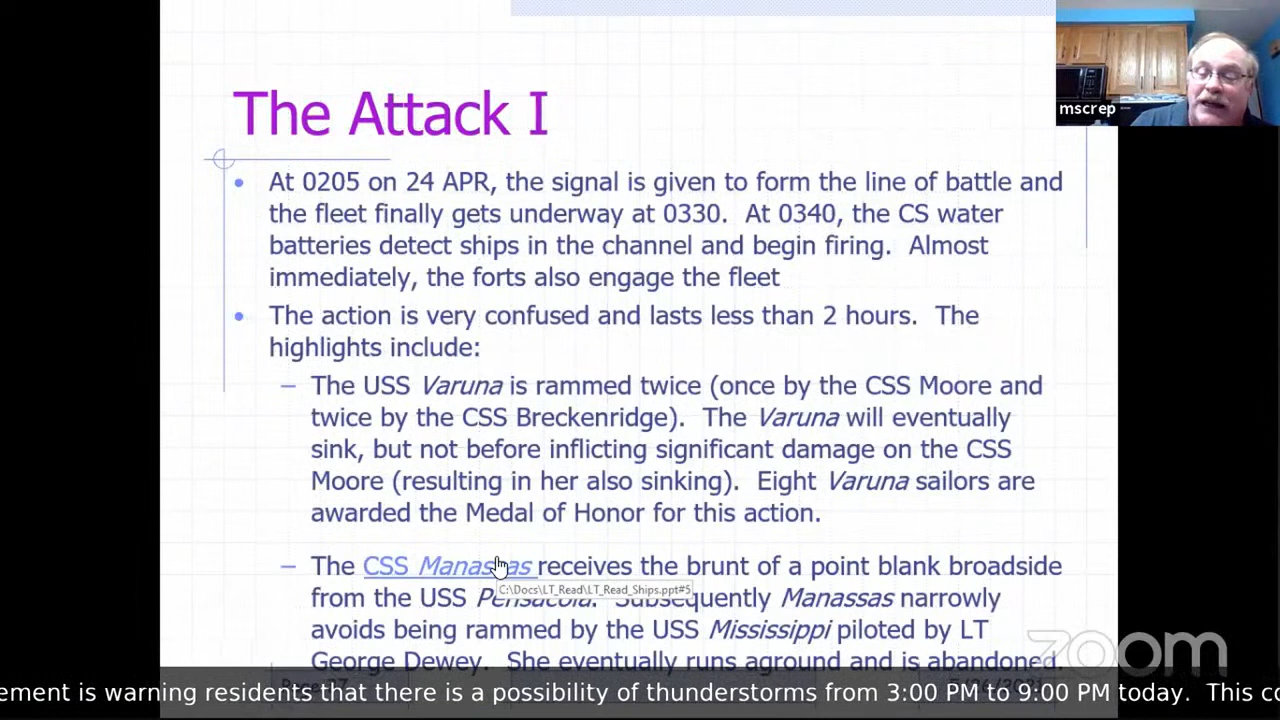 The Attack I
mscrep
At 0205 on 24 APR, the signal is given to form the line of battle and
the fleet finally gets underway at 0330. At 0340, the CS water
batteries detect ships in the channel and begin firing. Almost
immediately, the forts also engage the fleet
The action is very confused and lasts less than 2 hours. The
highlights include:
– The USS Varuna is rammed twice (once by the CSS Moore and
twice by the CSS Breckenridge). The Varuna will eventually
sink, but not before inflicting significant damage on the CSS
Moore (resulting in her also sinking). Eight Varuna sailors are
awarded the Medal of Honor for this action.
– The CSS Manassas receives the brunt of a point blank broadside
C:\Docs\LT_Read\LT_Read_Ships.ppt#5
from the USS Pensacola. Subsequently Manassas narrowly
avoids being rammed by the USS Mississippi piloted by LT
George Dewey. She eventually runs aground and is abandoned.
zoom
ement is warning residents that there is a possibility of thunderstorms from 3:00 PM to 9:00 PM today. This co